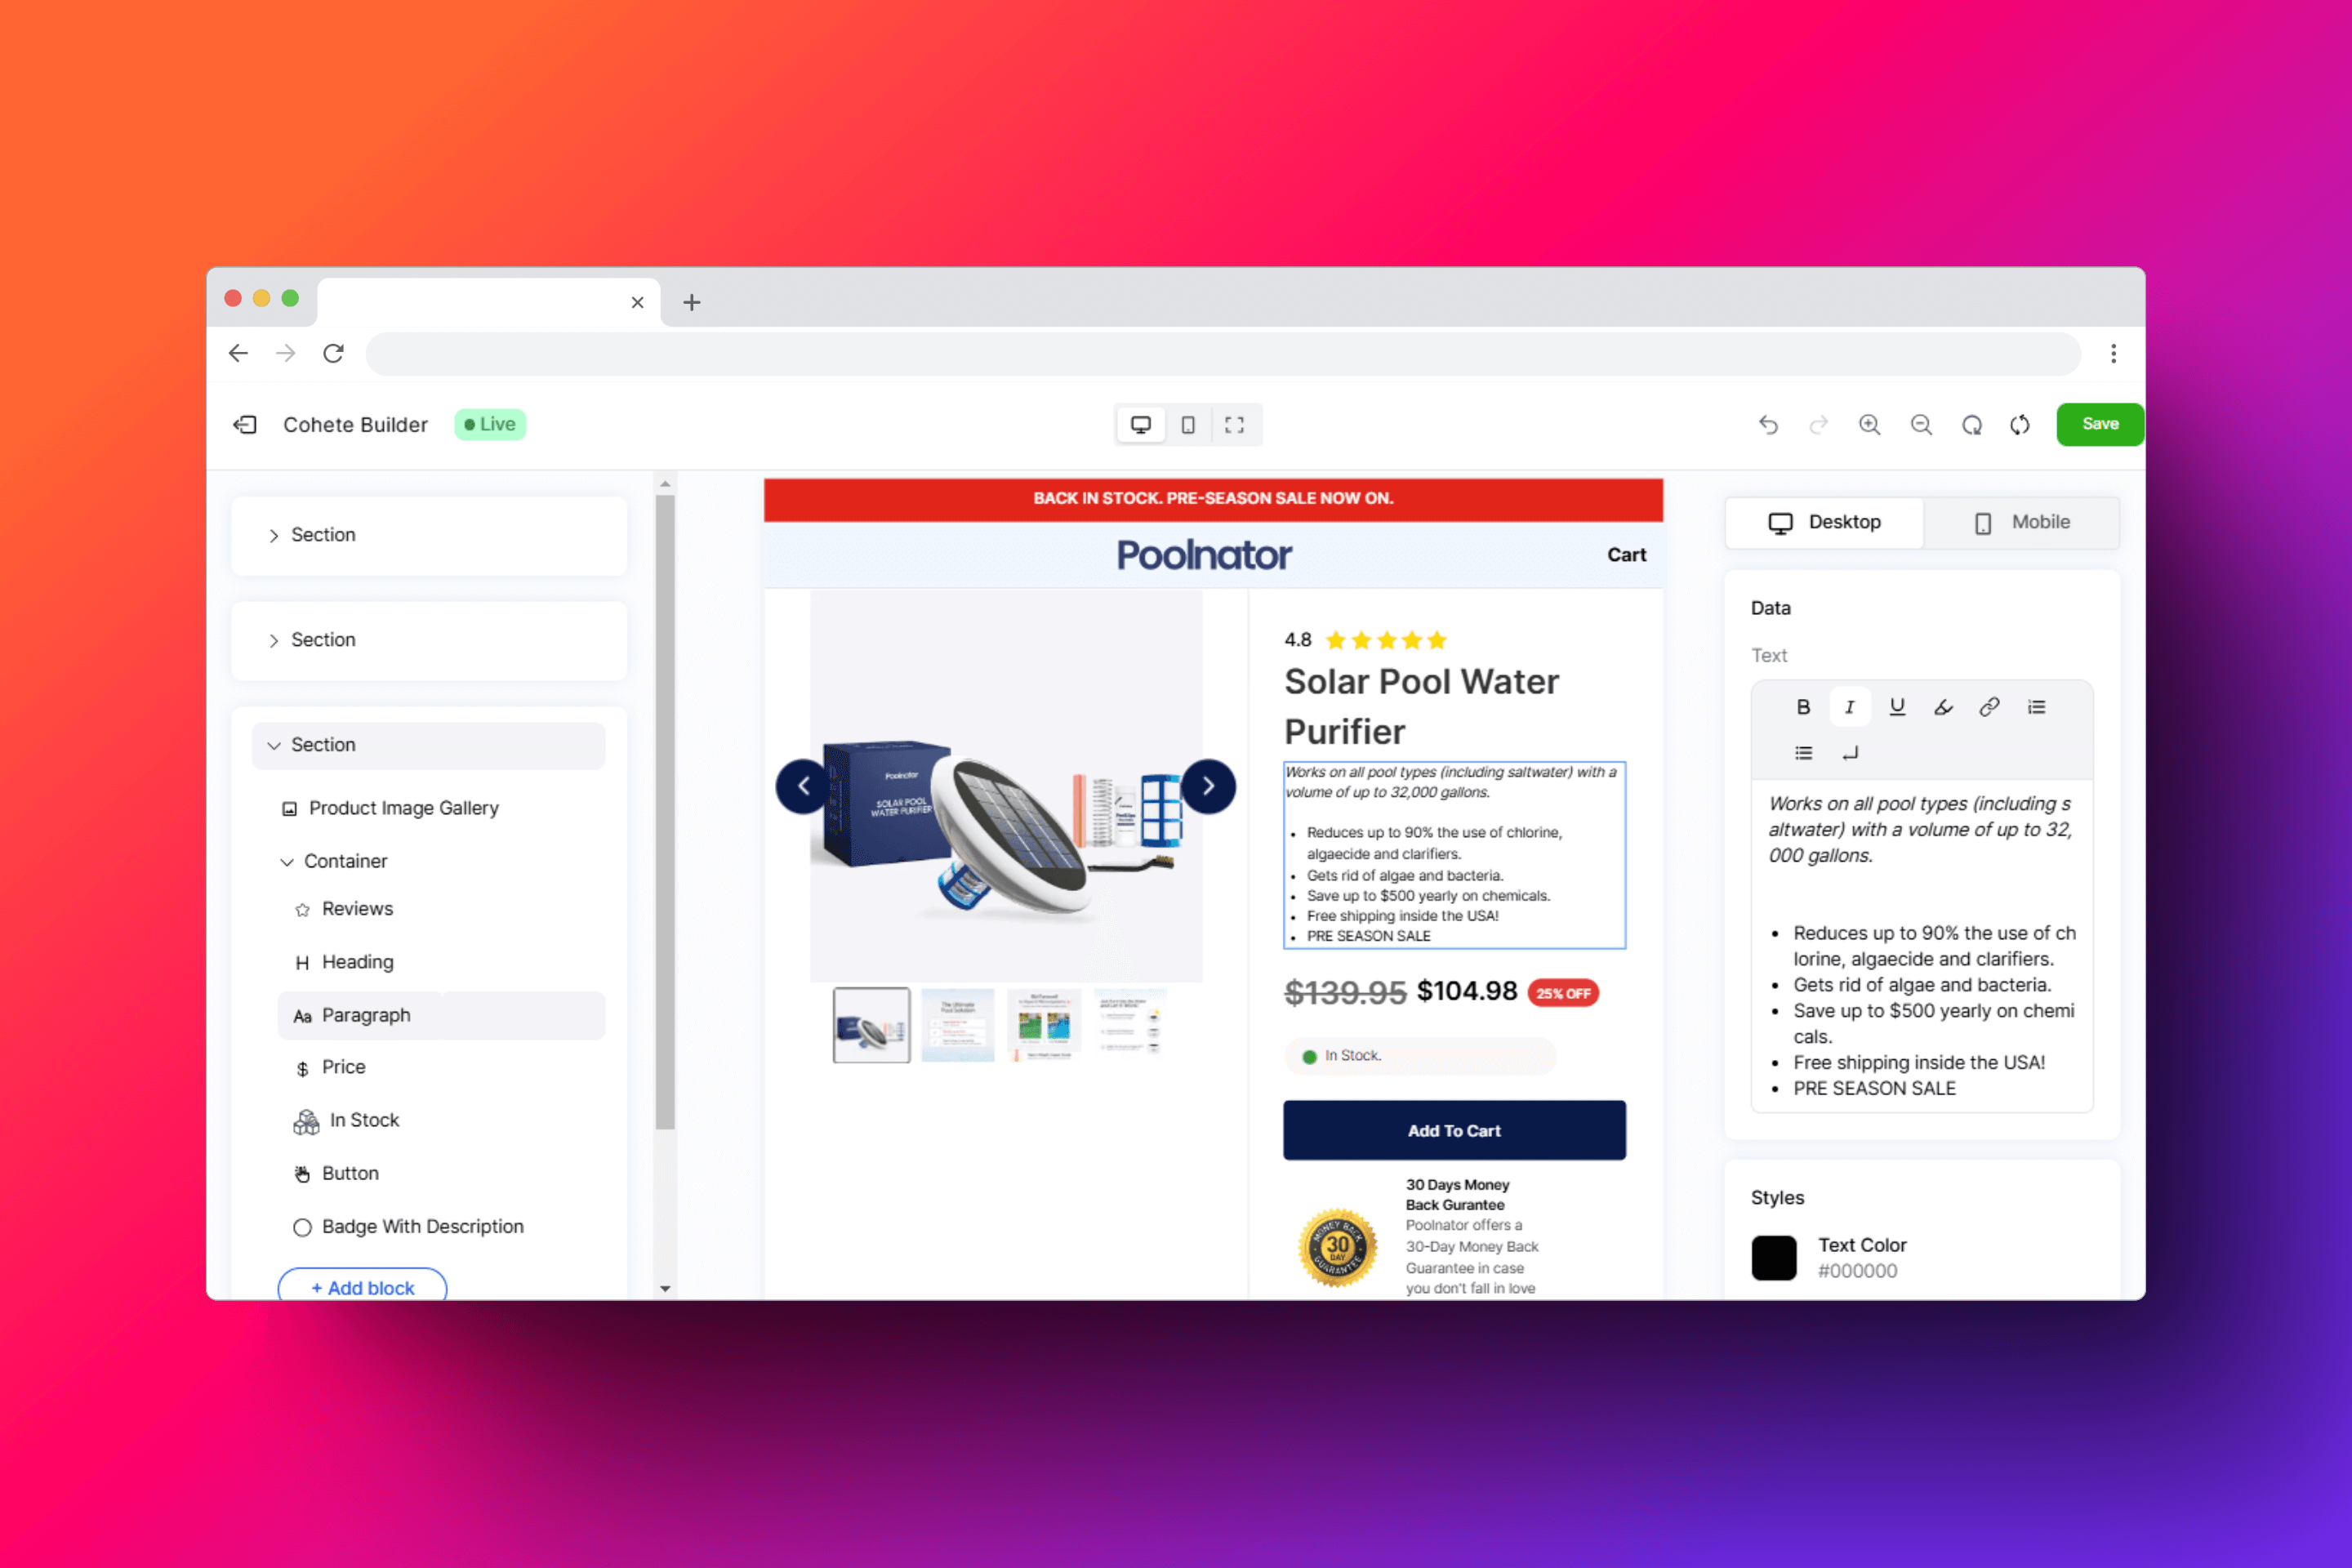 Cohete Builder
Live
Save
Section
Section
Section
Product Image Gallery
Container
Reviews
H Heading
Aa Paragraph
$ Price
In Stock
Button
Badge With Description
+ Add block
BACK IN STOCK. PRE-SEASON SALE NOW ON.
Poolnator
Cart
Poolnator
SOLAR POOL
WATER PURIFIER
4.8
Solar Pool Water
Purifier
Works on all pool types (including saltwater) with a
volume of up to 32,000 gallons.
• Reduces up to 90% the use of chlorine,
algaecide and clarifiers.
• Gets rid of algae and bacteria.
• Save up to $500 yearly on chemicals.
• Free shipping inside the USA!
• PRE SEASON SALE
$139.95 $104.98 25% OFF
In Stock.
Add To Cart
MONEY BACK
30
DAY
GUARANTEE
30 Days Money
Back Gurantee
Poolnator offers a
30-Day Money Back
Guarantee in case
you don't fall in love
Desktop
Mobile
Data
Text
B I U
Works on all pool types (including s
altwater) with a volume of up to 32,
000 gallons.
• Reduces up to 90% the use of ch
lorine, algaecide and clarifiers.
• Gets rid of algae and bacteria.
• Save up to $500 yearly on chemi
cals.
• Free shipping inside the USA!
• PRE SEASON SALE
Styles
Text Color
#000000